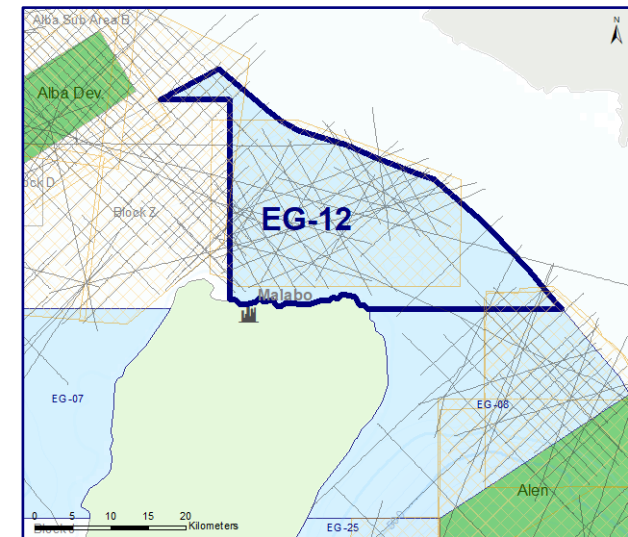 Alba Sub Area B
N
Alba Dev.
ock D
Block Z
EG-12
Malabo
EG-07
EG-08
Alen
0 5 10 15 20
Kilometers
EG-25